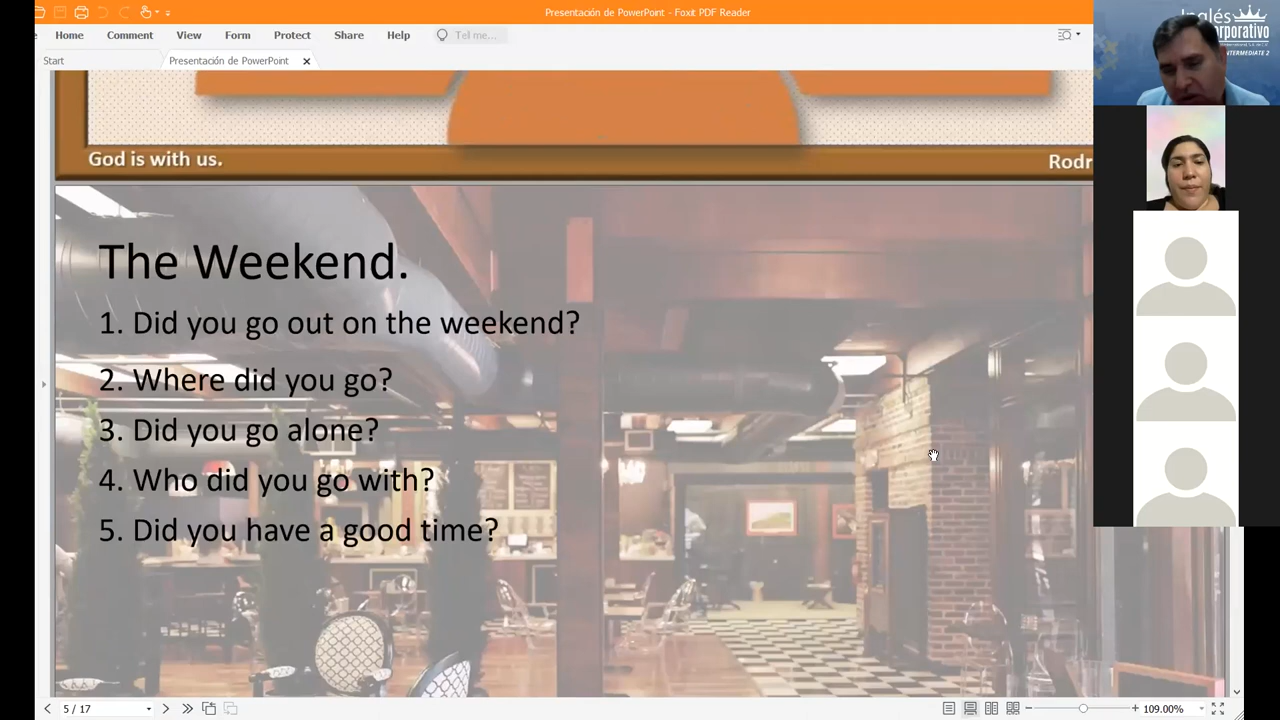 Presentación de PowerPoint - Foxit PDF Reader
Home Comment View Form Protect Share Help Tell me...
Start Presentación de PowerPoint
God is with us. Rodr
The Weekend.
1. Did you go out on the weekend?
2. Where did you go?
3. Did you go alone?
4. Who did you go with?
5. Did you have a good time?
5 / 17
109.00%
Inglés
orporativo
NTERMEDIATE 2